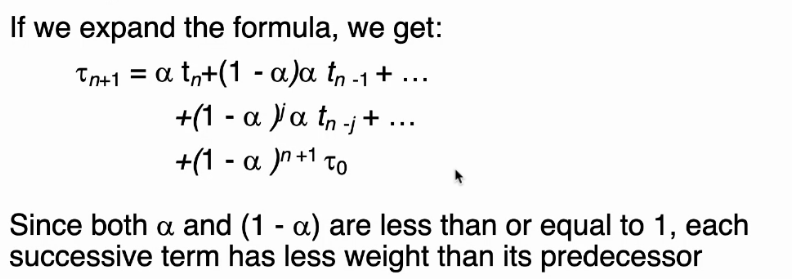 If we expand the formula, we get:
τn+1 = α tn+(1 - α)α tn -1 + ...
+(1 - α )j α tn -j + ...
+(1 - α )n +1 τ0
Since both α and (1 - α) are less than or equal to 1, each
successive term has less weight than its predecessor